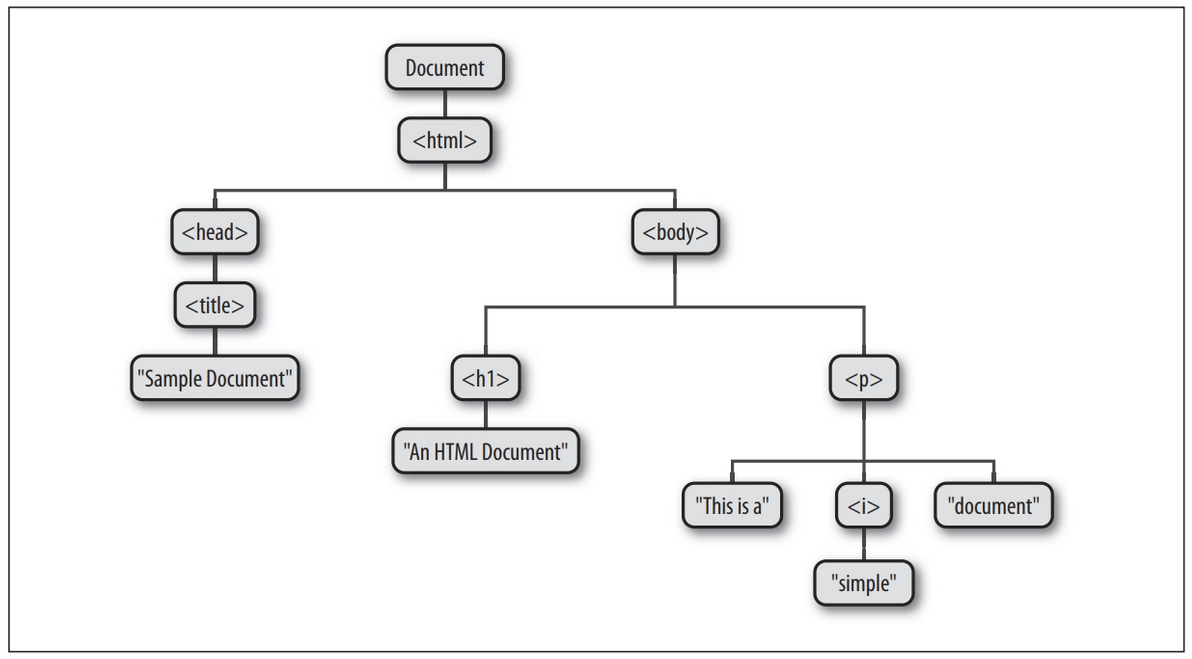 Document
<html>
<head>
<body>
<title>
"Sample Document"
<h1>
<p>
"An HTML Document"
"This is a"
<i>
"document"
"simple"